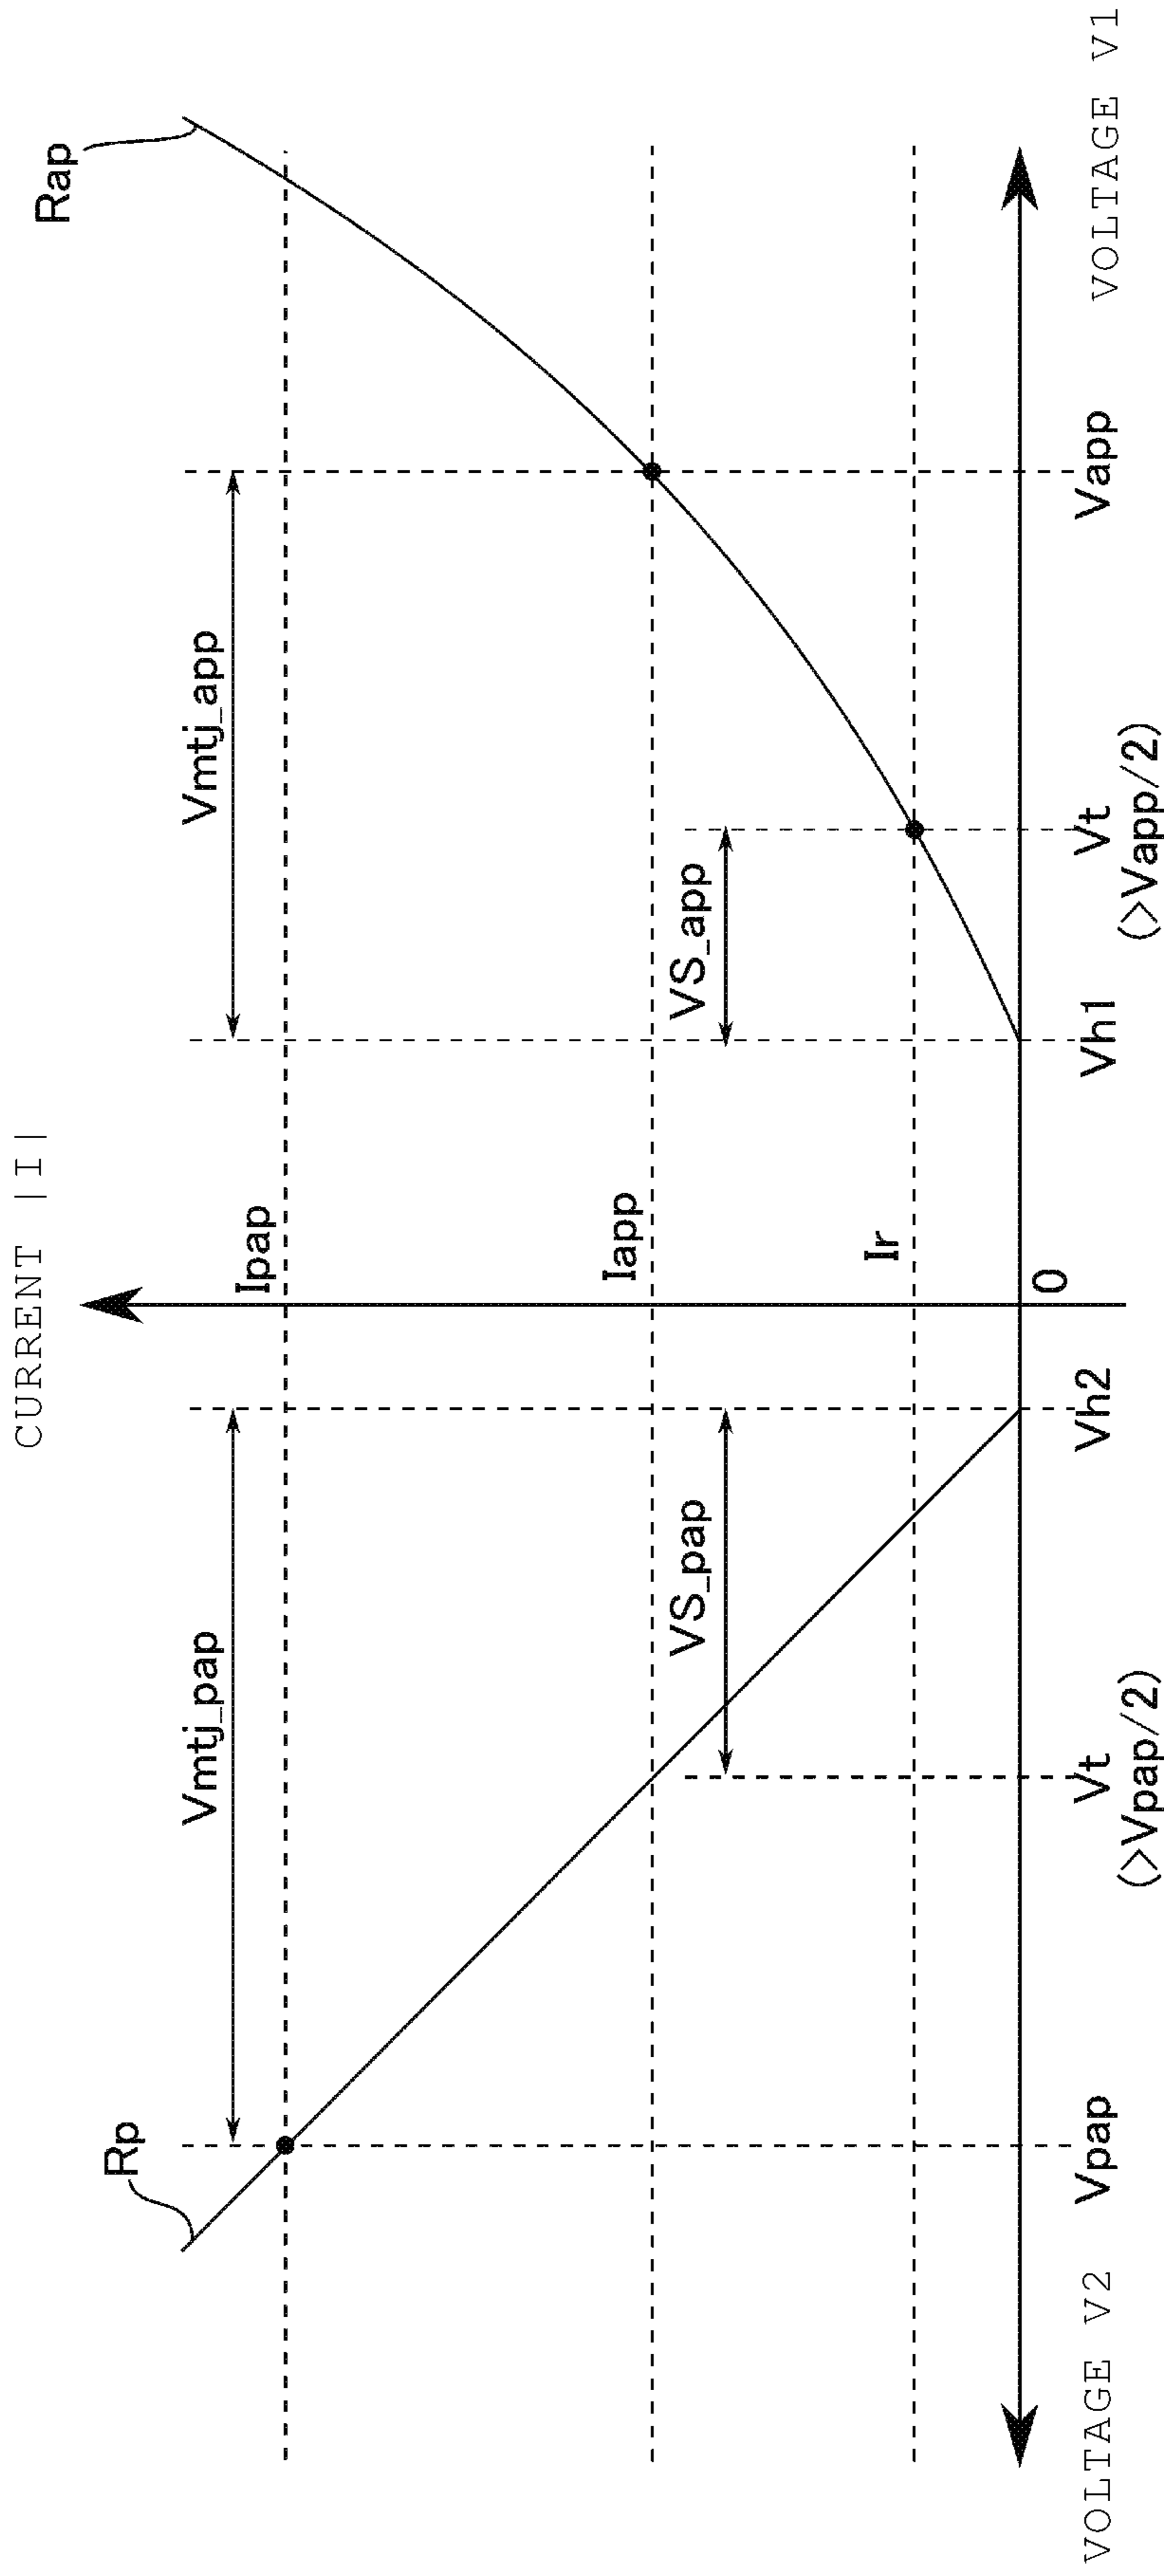 CURRENT |I|
Rp
Rap
Vmtj_pap
Vmtj_app
Ipap
VS_pap
VS_app
Iapp
Ir
0
Vpap
Vt
(>Vpap/2)
Vh2
Vh1
Vt
(>Vapp/2)
Vapp
VOLTAGE V2
VOLTAGE V1